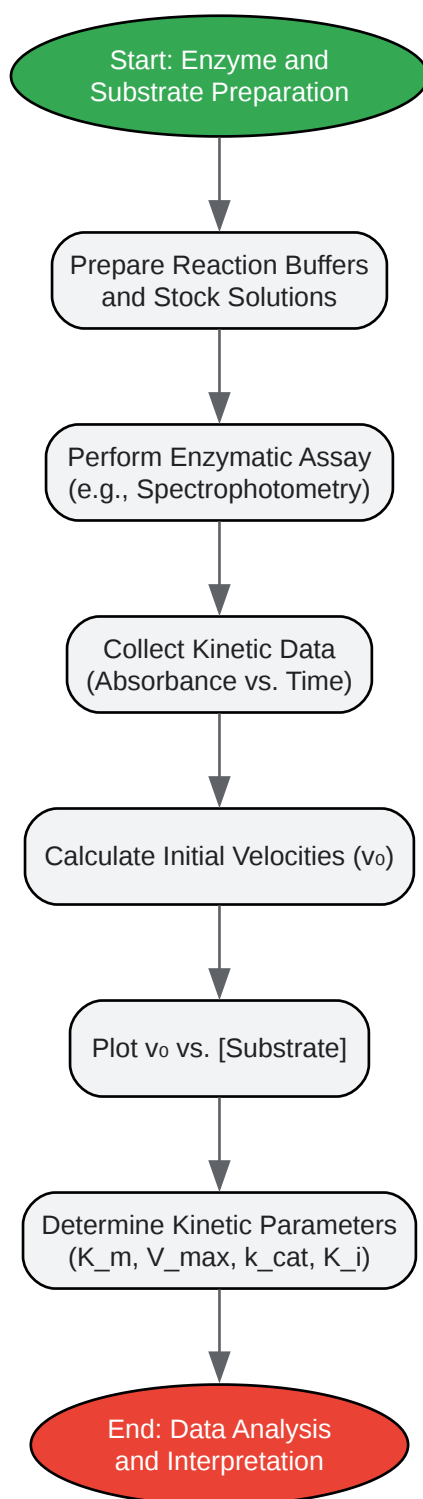 Start: Enzyme and
Substrate Preparation
Prepare Reaction Buffers
and Stock Solutions
Perform Enzymatic Assay
(e.g., Spectrophotometry)
Collect Kinetic Data
(Absorbance vs. Time)
Calculate Initial Velocities (v₀)
Plot v₀ vs. [Substrate]
Determine Kinetic Parameters
(K_m, V_max, k_cat, K_i)
End: Data Analysis
and Interpretation